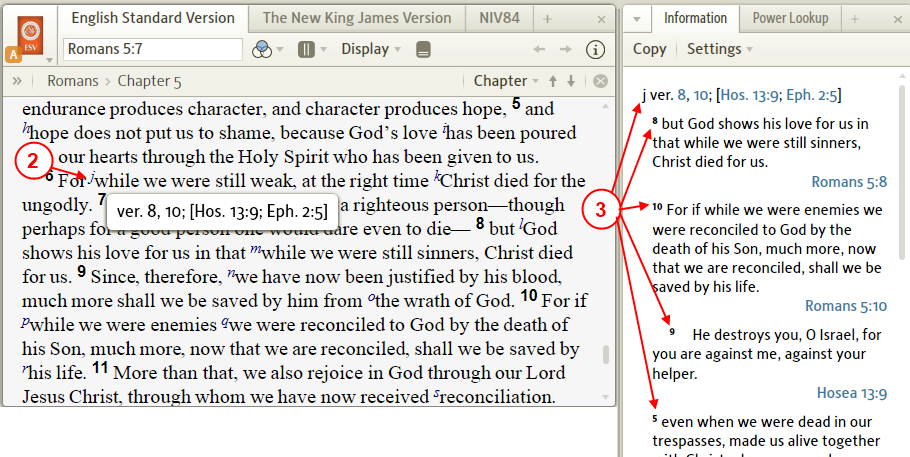 English Standard Version
The New King James Version
NIV84
+
×
ESV
A
Romans 5:7
Display
» Romans › Chapter 5
Chapter
endurance produces character, and character produces hope, 5 and
hhope does not put us to shame, because God's love ihas been poured
our hearts through the Holy Spirit who has been given to us.
6 For jwhile we were still weak, at the right time kChrist died for the
ungodly. 7 a righteous person—though
perhaps for a good person one would dare even to die— 8 but lGod
shows his love for us in that mwhile we were still sinners, Christ died
for us. 9 Since, therefore, nwe have now been justified by his blood,
much more shall we be saved by him from othe wrath of God. 10 For if
pwhile we were enemies qwe were reconciled to God by the death of
his Son, much more, now that we are reconciled, shall we be saved by
rhis life. 11 More than that, we also rejoice in God through our Lord
Jesus Christ, through whom we have now received sreconciliation.
2
ver. 8, 10; [Hos. 13:9; Eph. 2:5]
Information
Power Lookup
+
×
Copy
Settings
j ver. 8, 10; [Hos. 13:9; Eph. 2:5]
8 but God shows his love for us in
that while we were still sinners,
Christ died for us.
Romans 5:8
3
10 For if while we were enemies we
were reconciled to God by the
death of his Son, much more, now
that we are reconciled, shall we be
saved by his life.
Romans 5:10
9 He destroys you, O Israel, for
you are against me, against your
helper.
Hosea 13:9
5 even when we were dead in our
trespasses, made us alive together